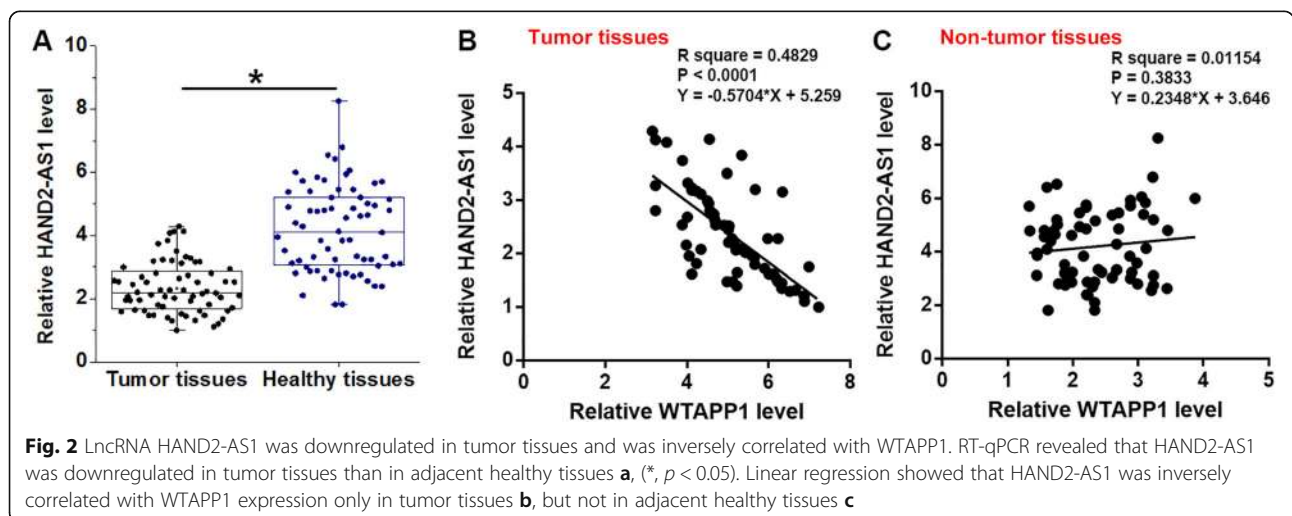 A
10
8
6
4
2
0
Relative HAND2-AS1 level
*
Tumor tissues
Healthy tissues
B
Tumor tissues
R square = 0.4829
P < 0.0001
Y = -0.5704*X + 5.259
5
4
3
2
1
0
Relative HAND2-AS1 level
0 2 4 6 8
Relative WTAPP1 level
C
Non-tumor tissues
R square = 0.01154
P = 0.3833
Y = 0.2348*X + 3.646
10
8
6
4
2
0
Relative HAND2-AS1 level
0 1 2 3 4 5
Relative WTAPP1 level
Fig. 2 LncRNA HAND2-AS1 was downregulated in tumor tissues and was inversely correlated with WTAPP1. RT-qPCR revealed that HAND2-AS1
was downregulated in tumor tissues than in adjacent healthy tissues a, (*, p < 0.05). Linear regression showed that HAND2-AS1 was inversely
correlated with WTAPP1 expression only in tumor tissues b, but not in adjacent healthy tissues c